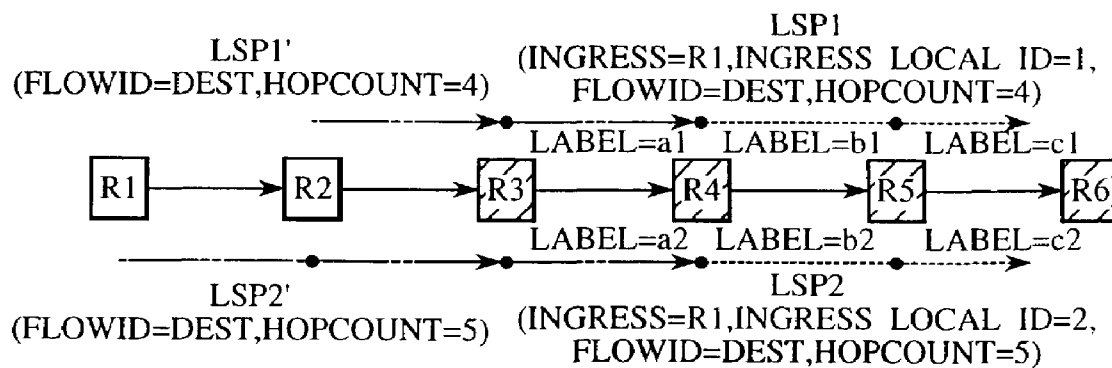 LSP1'
(FLOWID=DEST,HOPCOUNT=4)
LSP1
(INGRESS=R1,INGRESS LOCAL ID=1,
FLOWID=DEST,HOPCOUNT=4)
LABEL=a1 LABEL=b1 LABEL=c1
R1 R2 R3 R4 R5 R6
LABEL=a2 LABEL=b2 LABEL=c2
LSP2'
(FLOWID=DEST,HOPCOUNT=5)
LSP2
(INGRESS=R1,INGRESS LOCAL ID=2,
FLOWID=DEST,HOPCOUNT=5)